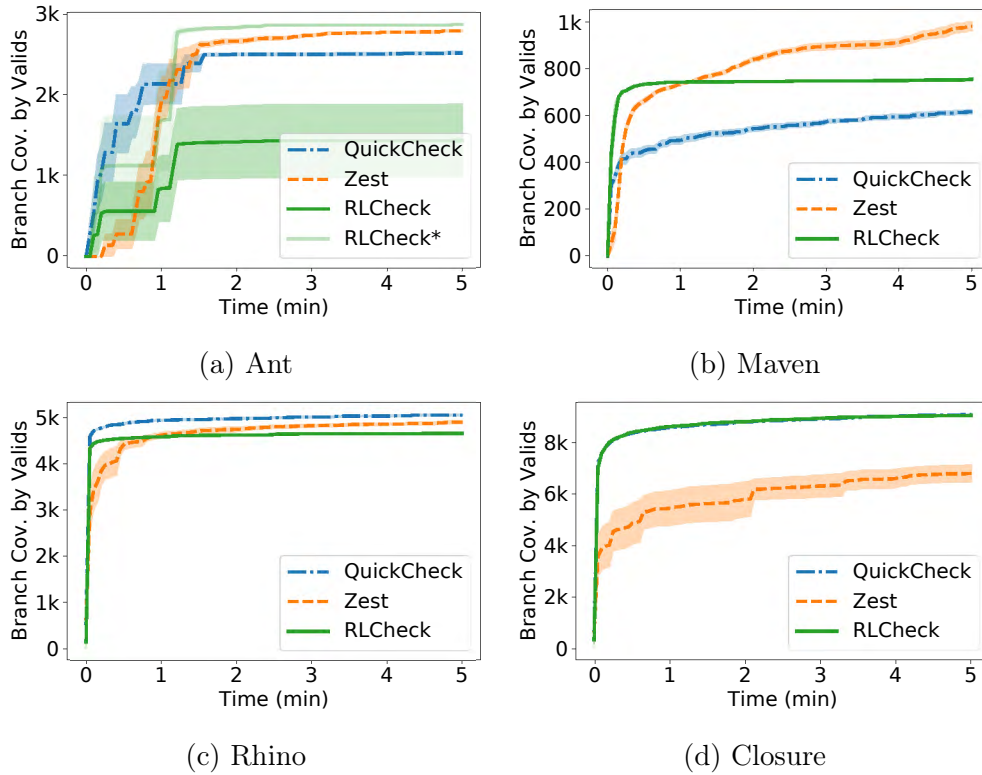 3k
2k
1k
0
Branch Cov. by Valids
QuickCheck
Zest
RLCheck
RLCheck*
0 1 2 3 4 5
Time (min)
(a) Ant
1k
800
600
400
200
0
Branch Cov. by Valids
QuickCheck
Zest
RLCheck
0 1 2 3 4 5
Time (min)
(b) Maven
5k
4k
3k
2k
1k
0
Branch Cov. by Valids
QuickCheck
Zest
RLCheck
0 1 2 3 4 5
Time (min)
(c) Rhino
8k
6k
4k
2k
0
Branch Cov. by Valids
QuickCheck
Zest
RLCheck
0 1 2 3 4 5
Time (min)
(d) Closure